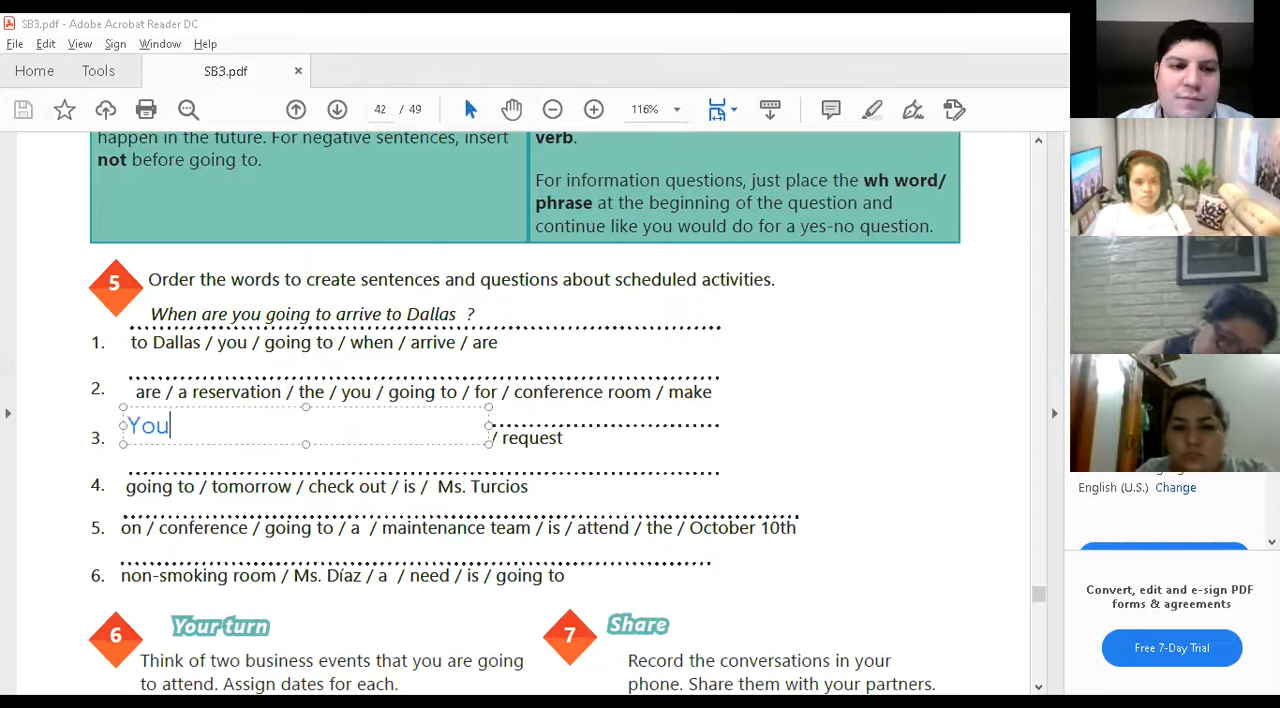 SB3.pdf - Adobe Acrobat Reader DC
File Edit View Sign Window Help
Home Tools SB3.pdf ×
42 / 49 116%
happen in the future. For negative sentences, insert
not before going to.
verb.
For information questions, just place the wh word/
phrase at the beginning of the question and
continue like you would do for a yes-no question.
5 Order the words to create sentences and questions about scheduled activities.
When are you going to arrive to Dallas ?
1. to Dallas / you / going to / when / arrive / are
2. are / a reservation / the / you / going to / for / conference room / make
You
3. / request
4. going to / tomorrow / check out / is / Ms. Turcios
5. on / conference / going to / a / maintenance team / is / attend / the / October 10th
6. non-smoking room / Ms. Díaz / a / need / is / going to
6 Your turn
Think of two business events that you are going
to attend. Assign dates for each.
7 Share
Record the conversations in your
phone. Share them with your partners.
English (U.S.) Change
Convert, edit and e-sign PDF
forms & agreements
Free 7-Day Trial